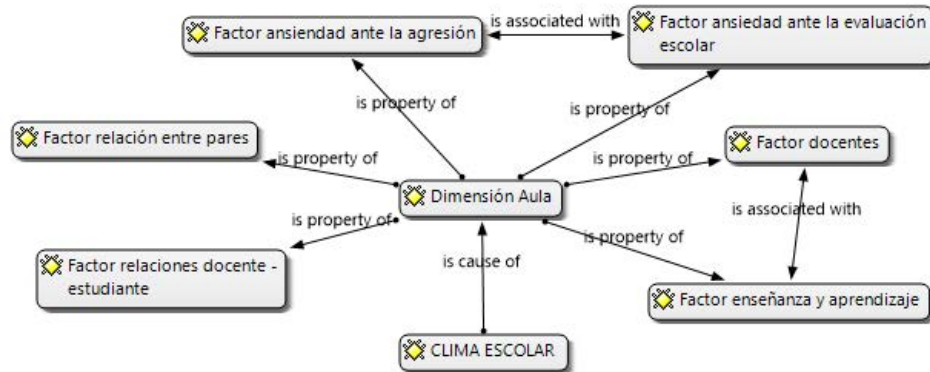 Factor ansiendad ante la agresión
is associated with
Factor ansiedad ante la evaluación
escolar
is property of
is property of
Factor relación entre pares
is property of
is property of
Factor docentes
Dimensión Aula
is associated with
is property of
is property of
Factor relaciones docente -
estudiante
is cause of
Factor enseñanza y aprendizaje
CLIMA ESCOLAR